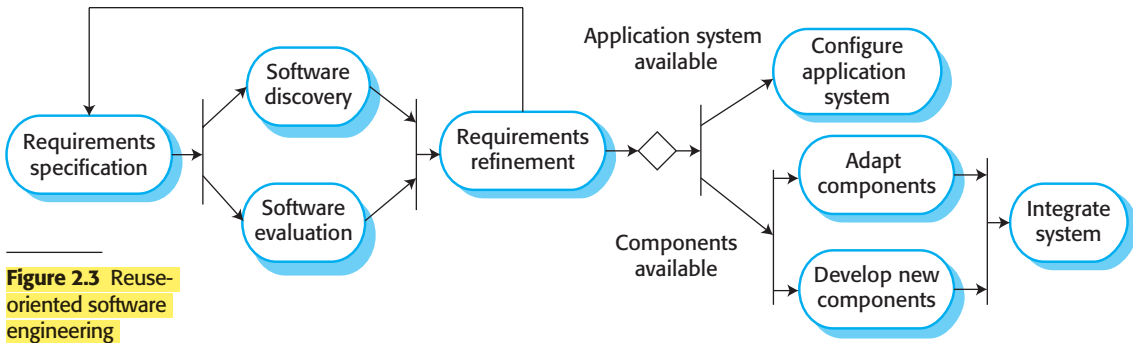 Requirements
specification
Software
discovery
Software
evaluation
Requirements
refinement
Application system
available
Configure
application
system
Components
available
Adapt
components
Develop new
components
Integrate
system
Figure 2.3 Reuse-
oriented software
engineering